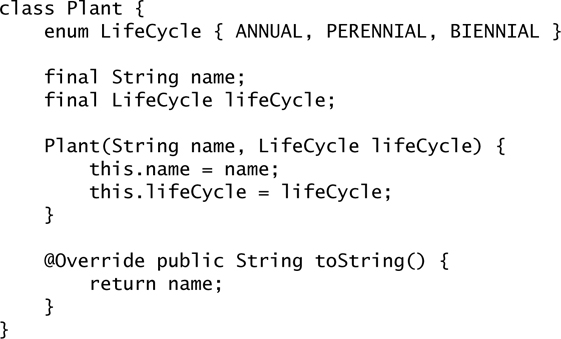 class Plant {
    enum LifeCycle { ANNUAL, PERENNIAL, BIENNIAL }
    final String name;
    final LifeCycle lifeCycle;
    Plant(String name, LifeCycle lifeCycle) {
        this.name = name;
        this.lifeCycle = lifeCycle;
    }
    @Override public String toString() {
        return name;
    }
}